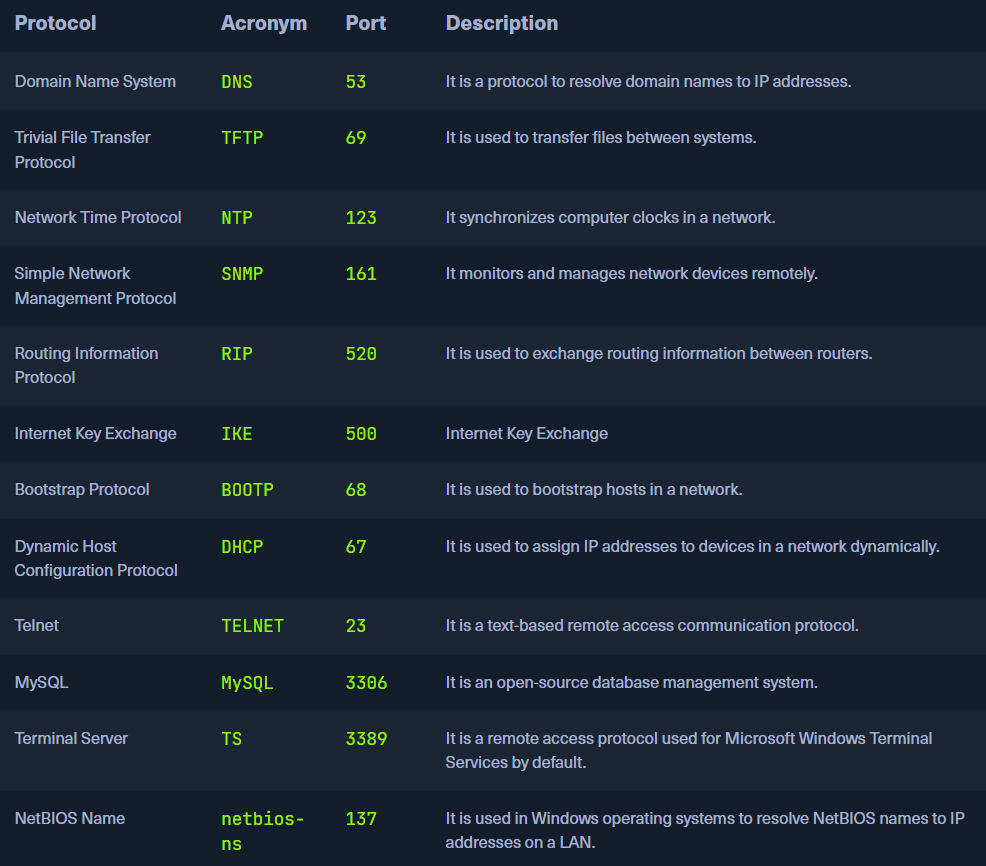 Protocol Acronym Port Description
Domain Name System DNS 53 It is a protocol to resolve domain names to IP addresses.
Trivial File Transfer TFTP 69 It is used to transfer files between systems.
Protocol
Network Time Protocol NTP 123 It synchronizes computer clocks in a network.
Simple Network SNMP 161 It monitors and manages network devices remotely.
Management Protocol
Routing Information RIP 520 It is used to exchange routing information between routers.
Protocol
Internet Key Exchange IKE 500 Internet Key Exchange
Bootstrap Protocol BOOTP 68 It is used to bootstrap hosts in a network.
Dynamic Host DHCP 67 It is used to assign IP addresses to devices in a network dynamically.
Configuration Protocol
Telnet TELNET 23 It is a text-based remote access communication protocol.
MySQL MySQL 3306 It is an open-source database management system.
Terminal Server TS 3389 It is a remote access protocol used for Microsoft Windows Terminal
Services by default.
NetBIOS Name netbios- 137 It is used in Windows operating systems to resolve NetBIOS names to IP
ns addresses on a LAN.